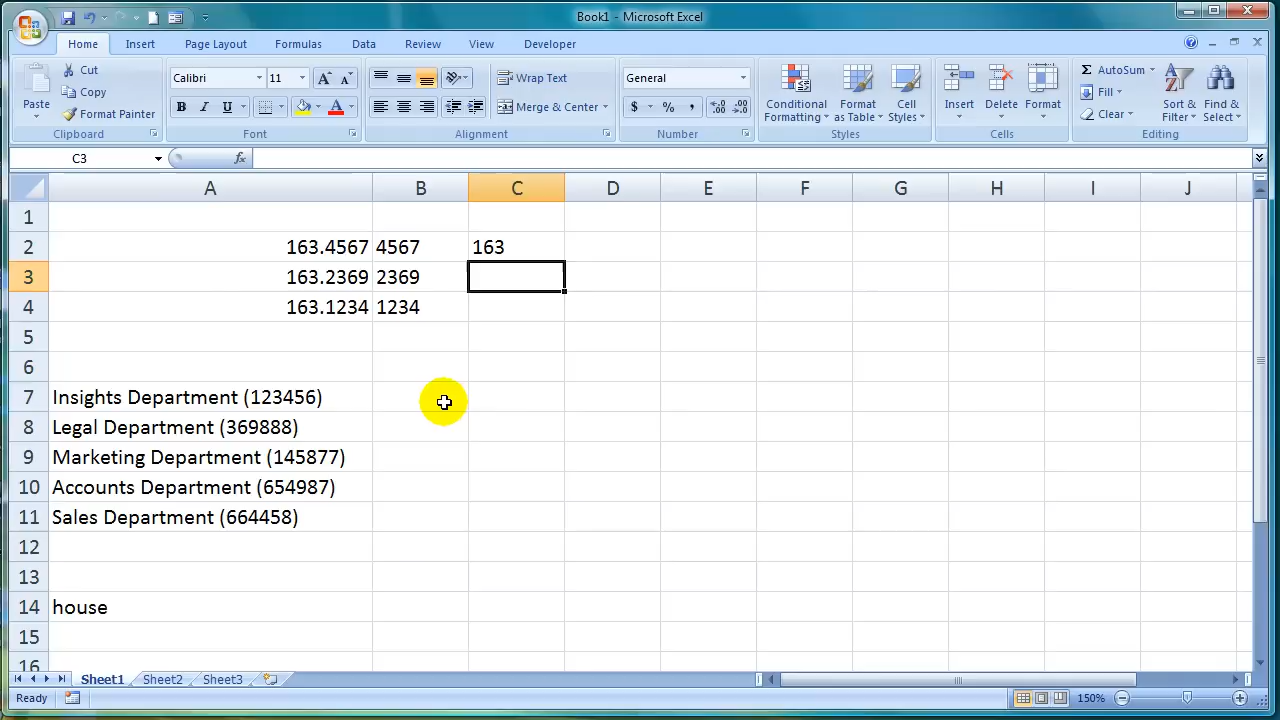 Book1 - Microsoft Excel
Home Insert Page Layout Formulas Data Review View Developer
Paste Cut Copy Format Painter Clipboard
Calibri 11 A A B I U A Font
Wrap Text Merge & Center Alignment
General $ % , .0 .00 .00 .0 Number
Conditional Formatting Format as Table Cell Styles Styles
Insert Delete Format Cells
Σ AutoSum Fill Clear Sort & Filter Find & Select Editing
C3 fx
A B C D E F G H I J
1
2 163.4567 4567 163
3 163.2369 2369
4 163.1234 1234
5
6
7 Insights Department (123456)
8 Legal Department (369888)
9 Marketing Department (145877)
10 Accounts Department (654987)
11 Sales Department (664458)
12
13
14 house
15
16
Sheet1 Sheet2 Sheet3
Ready 150%